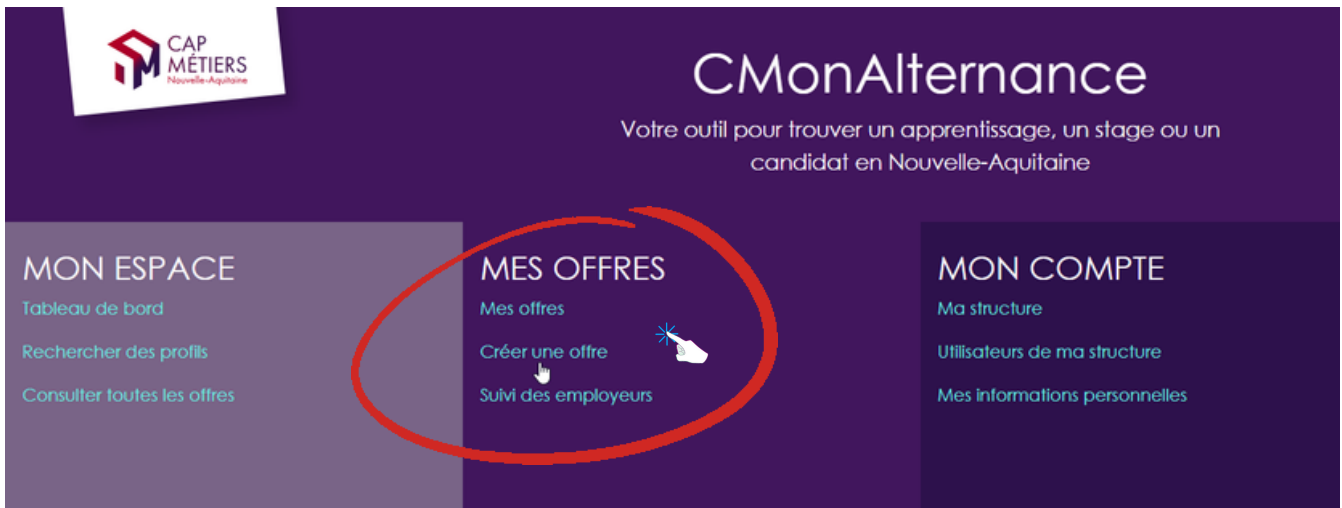 CAP
MÉTIERS
Nouvelle-Aquitaine
CMonAlternance
Votre outil pour trouver un apprentissage, un stage ou un
candidat en Nouvelle-Aquitaine
MON ESPACE
Tableau de bord
Rechercher des profils
Consulter toutes les offres
MES OFFRES
Mes offres
Créer une offre
Suivi des employeurs
MON COMPTE
Ma structure
Utilisateurs de ma structure
Mes informations personnelles